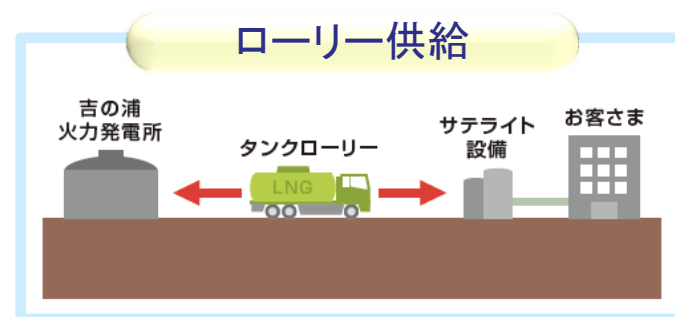 ローリー供給
吉の浦
火力発電所
タンクローリー
LNG
サテライト
設備
お客さま